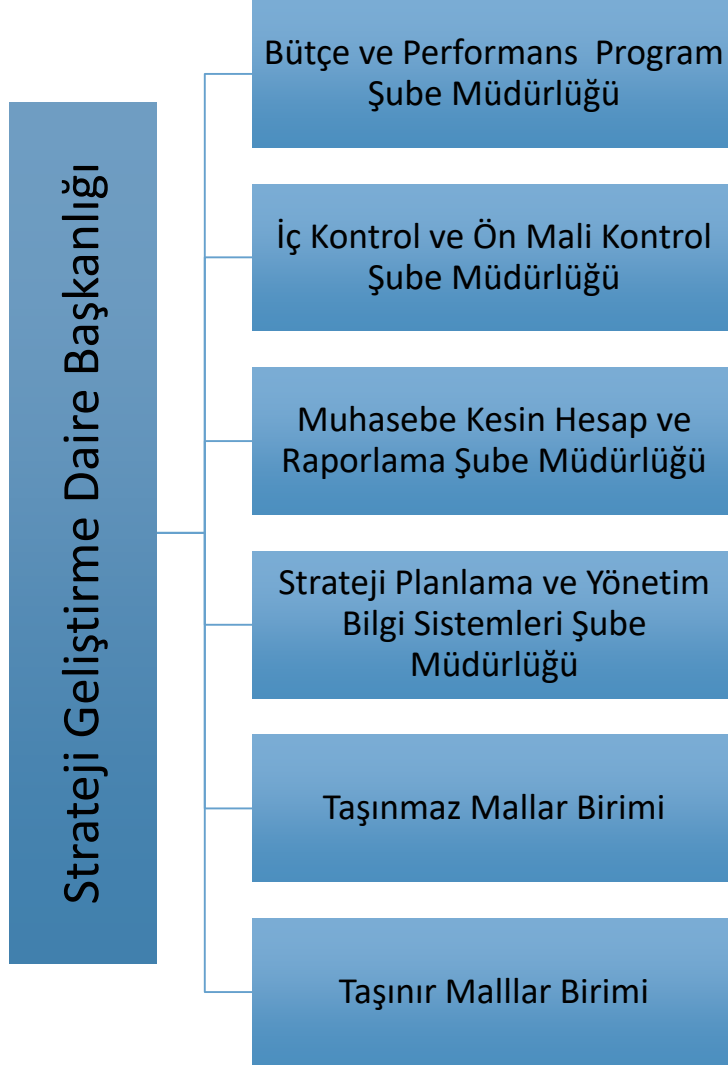 Strateji Geliştirme Daire Başkanlığı
Bütçe ve Performans  Program
Şube Müdürlüğü
İç Kontrol ve Ön Mali Kontrol
Şube Müdürlüğü
Muhasebe Kesin Hesap ve
Raporlama Şube Müdürlüğü
Strateji Planlama ve Yönetim
Bilgi Sistemleri Şube
Müdürlüğü
Taşınmaz Mallar Birimi
Taşınır Malllar Birimi